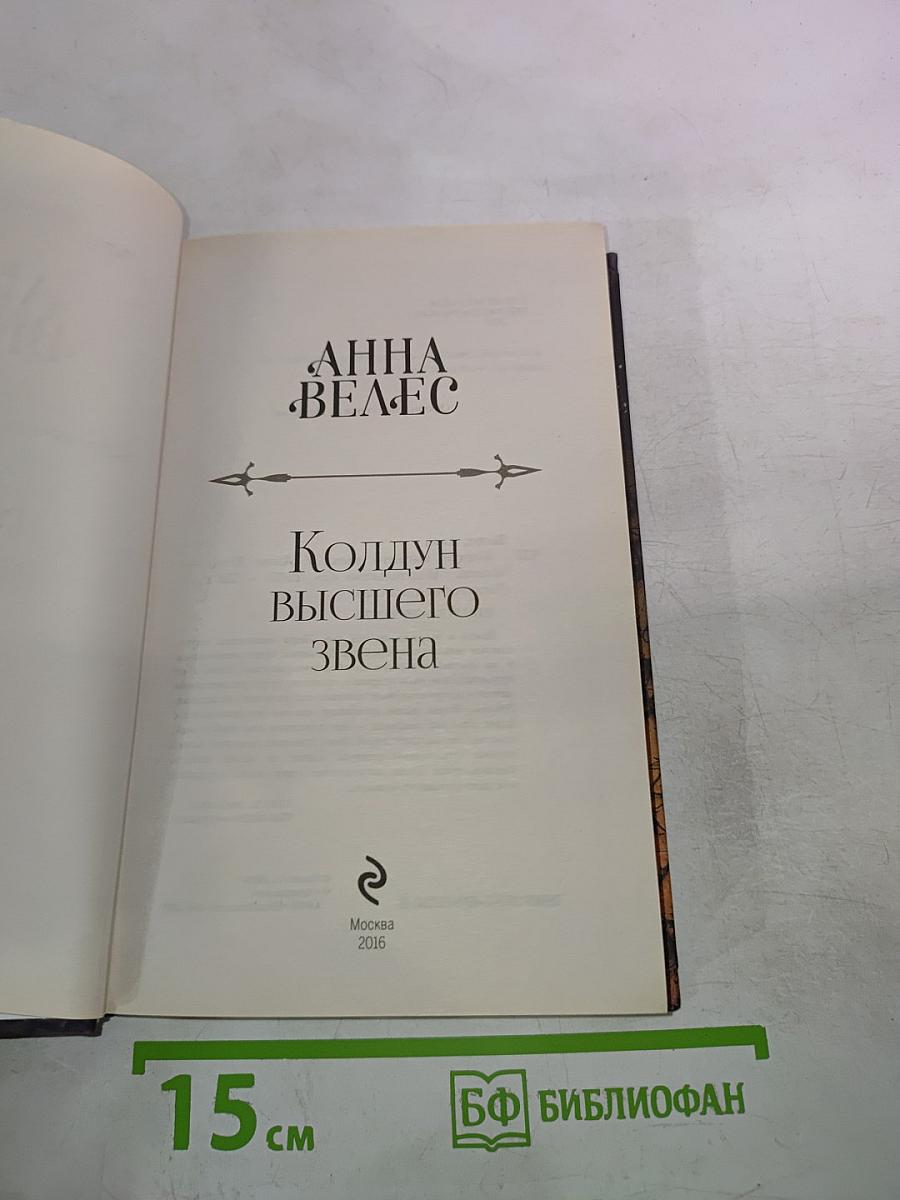 АННА
ВЕЛЕС
Колдун
высшего
звена
Москва
2016
15 см
БФ БИБЛИОФАН